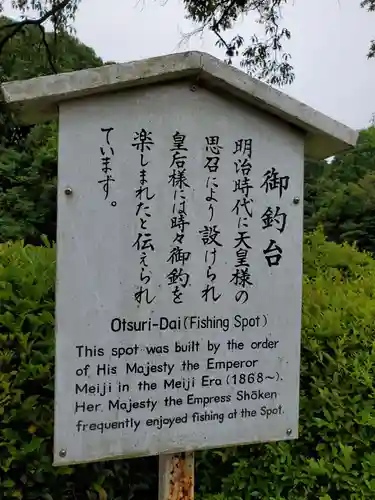 御釣台
明治時代に天皇様の
思召により設けられ
皇后様には時々御釣を
楽しまれたと伝えられ
ています。
Otsuri-Dai(Fishing Spot)
This spot was built by the order
of His Majesty the Emperor
Meiji in the Meiji Era (1868~).
Her Majesty the Empress Shōken
frequently enjoyed fishing at the Spot.